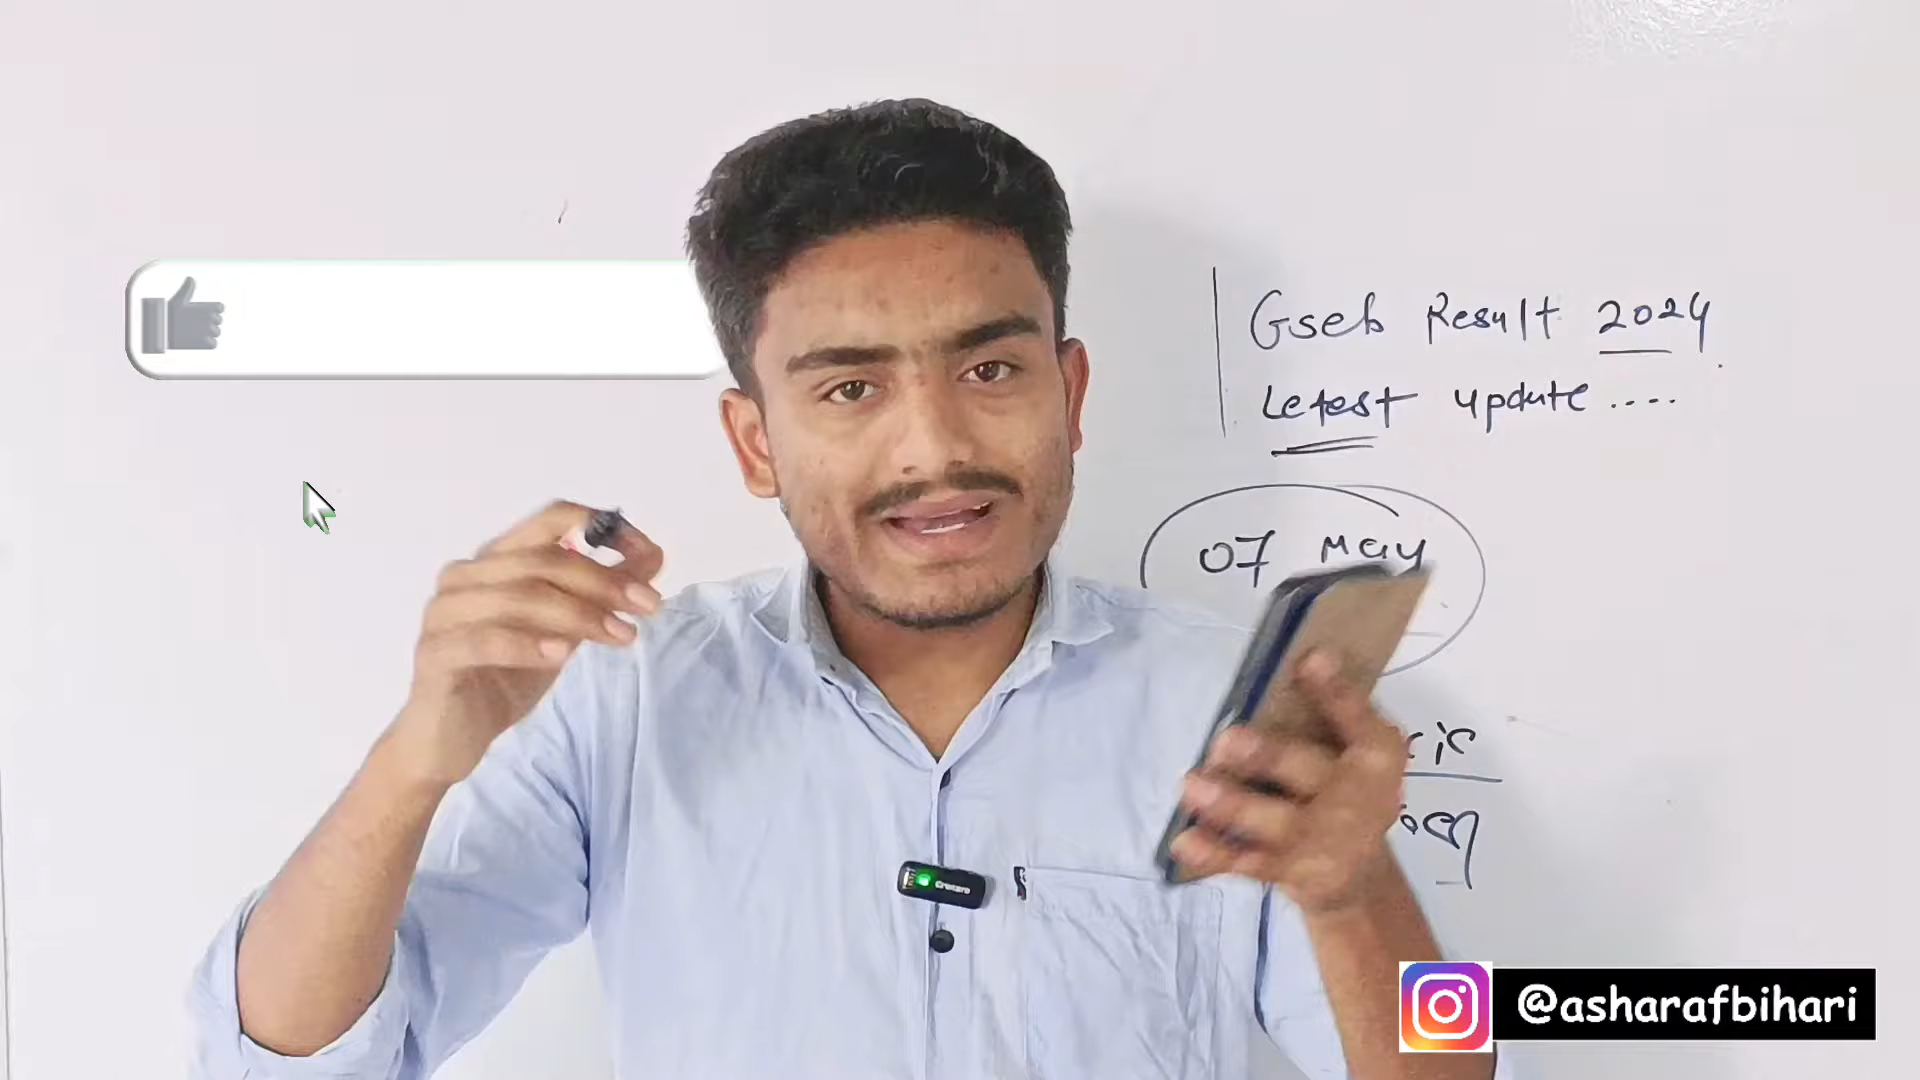 Gseb Result 2024
Letest update ....
07 May
@asharafbihari